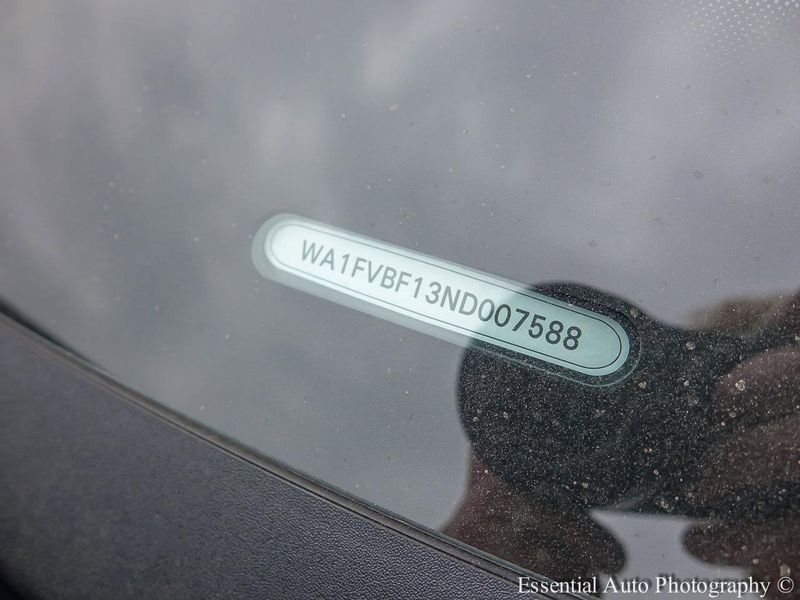 WA1FVBF13ND007588
Essential Auto Photography ©